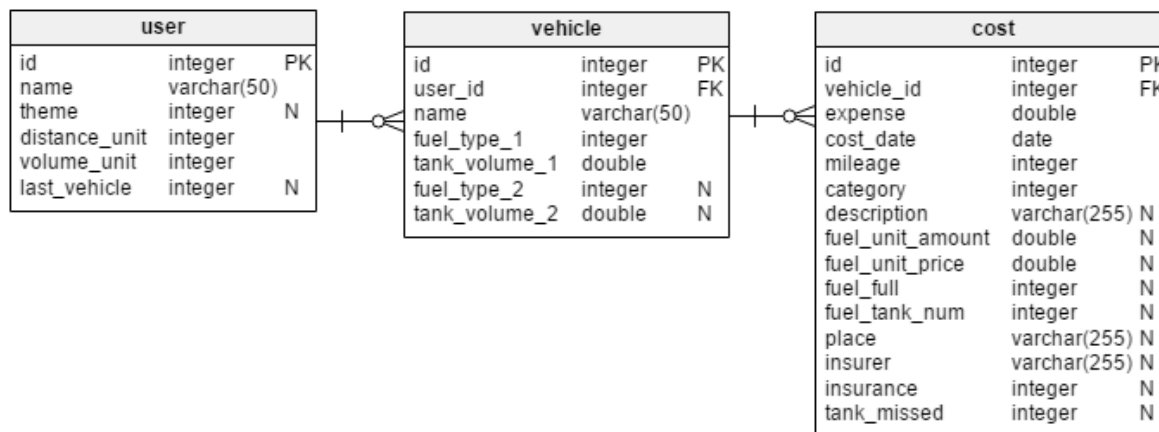 user
id integer PK
name varchar(50)
theme integer N
distance_unit integer
volume_unit integer
last_vehicle integer N
vehicle
id integer PK
user_id integer FK
name varchar(50)
fuel_type_1 integer
tank_volume_1 double
fuel_type_2 integer N
tank_volume_2 double N
cost
id integer PK
vehicle_id integer FK
expense double
cost_date date
mileage integer
category integer
description varchar(255) N
fuel_unit_amount double N
fuel_unit_price double N
fuel_full integer N
fuel_tank_num integer N
place varchar(255) N
insurer varchar(255) N
insurance integer N
tank_missed integer N